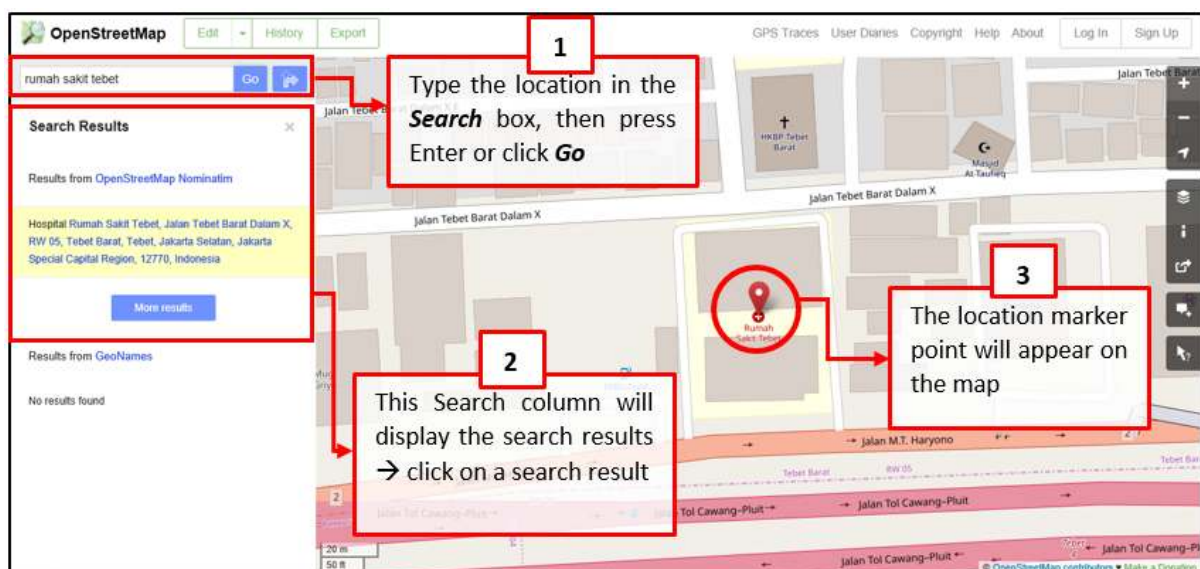 OpenStreetMap
Edit
History
Export
GPS Traces
User Diaries
Copyright
Help
About
Log In
Sign Up
rumah sakit tebet
Go
Search Results
×
Results from OpenStreetMap Nominatim
Hospital Rumah Sakit Tebet, Jalan Tebet Barat Dalam X,
RW 05, Tebet Barat, Tebet, Jakarta Selatan, Jakarta
Special Capital Region, 12770, Indonesia
More results
Results from GeoNames
No results found
1
Type the location in the
Search box, then press
Enter or click Go
2
This Search column will
display the search results
→ click on a search result
3
The location marker
point will appear on
the map
Jalan Tebet Barat
HKBP Tebet
Barat
Masjid
At-Taufieq
Jalan Tebet Barat Dalam X
Jalan Tebet Barat Dalam X
Rumah
Sakit Tebet
Jalan M.T. Haryono
Tebet Barat
RW 05
Tebet Bar
2
Jalan Tol Cawang–Pluit
Jalan Tol Cawang–Pluit
Jalan Tol Cawang–Pluit
Jalan Tol Cawang–Pl
Jalan Tol Cawang–Pluit
20 m
50 ft
© OpenStreetMap contributors ♥ Make a Donation